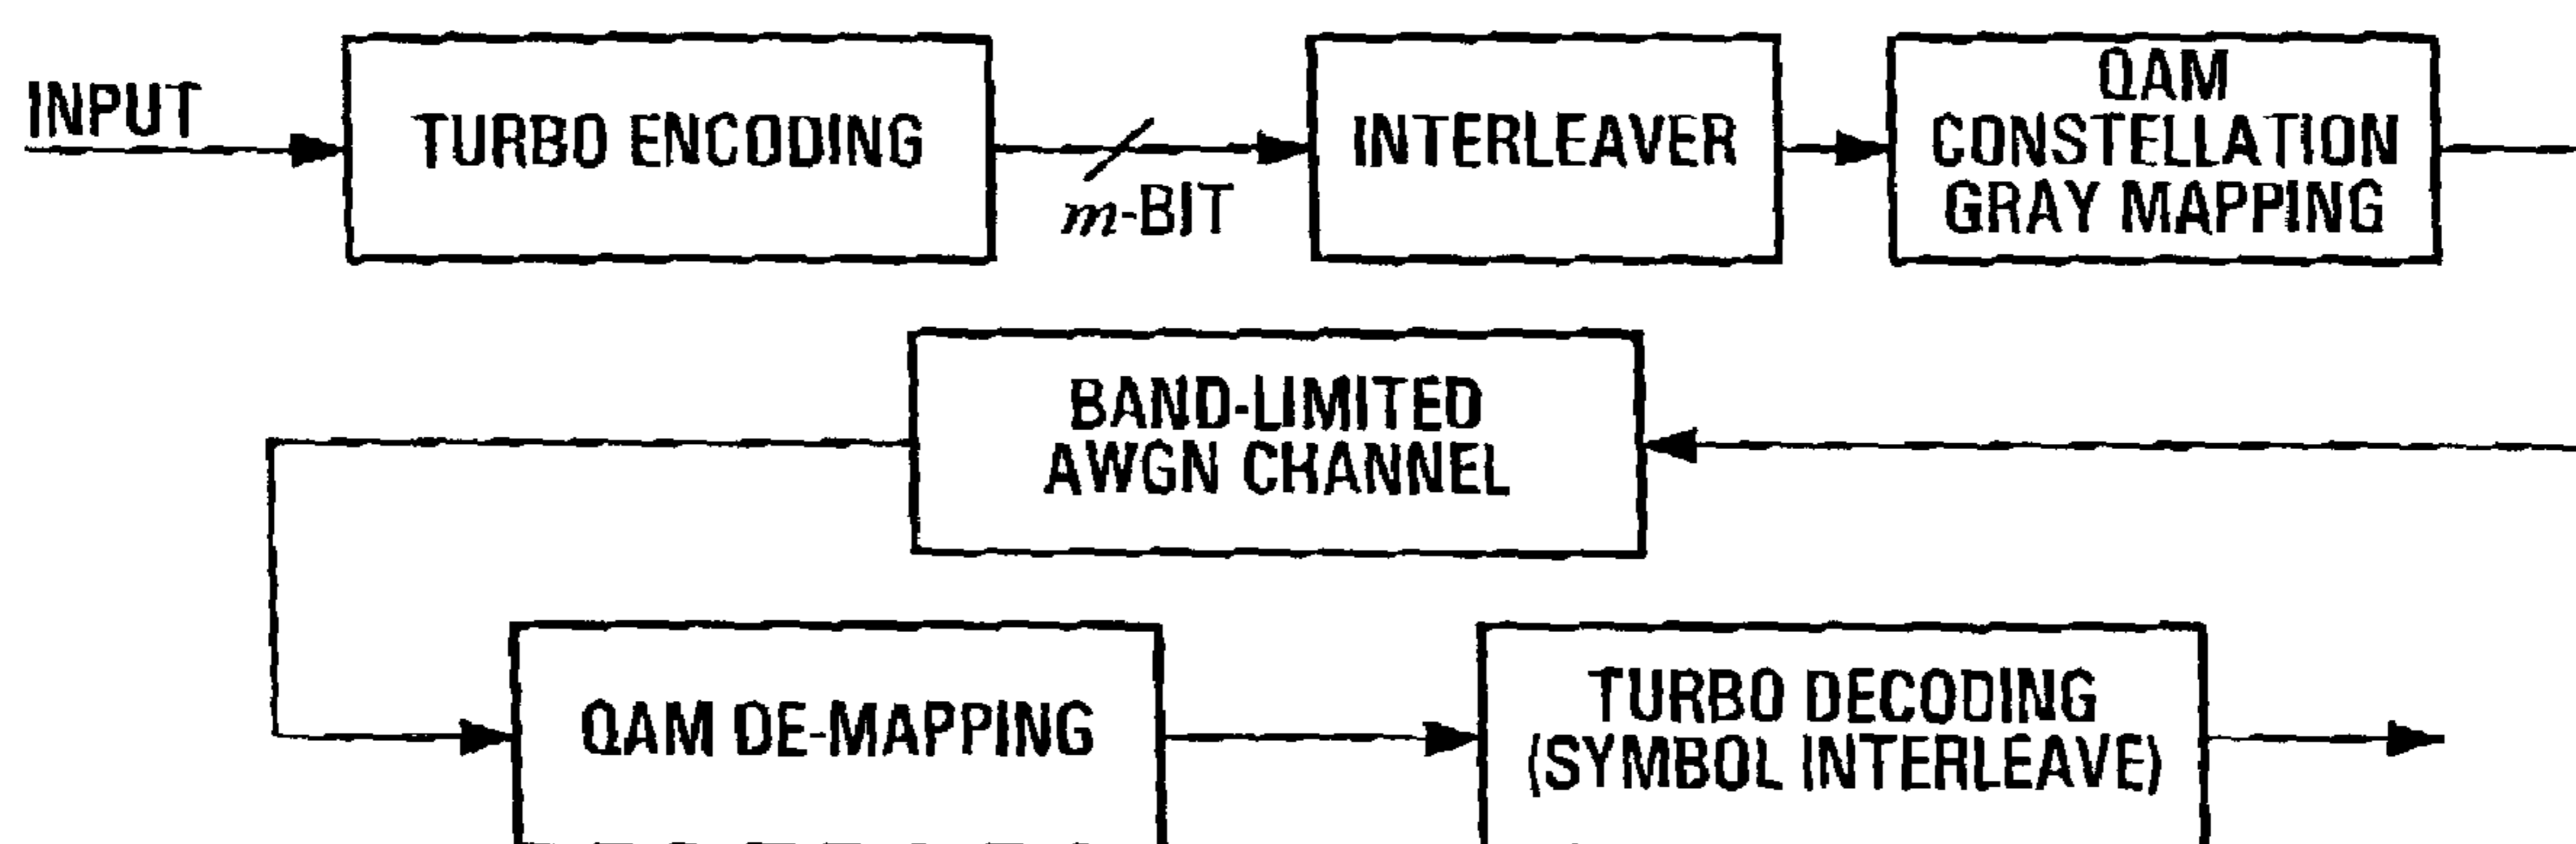 INPUT
TURBO ENCODING
m-BIT
INTERLEAVER
QAM
CONSTELLATION
GRAY MAPPING
BAND-LIMITED
AWGN CHANNEL
QAM DE-MAPPING
TURBO DECODING
(SYMBOL INTERLEAVE)